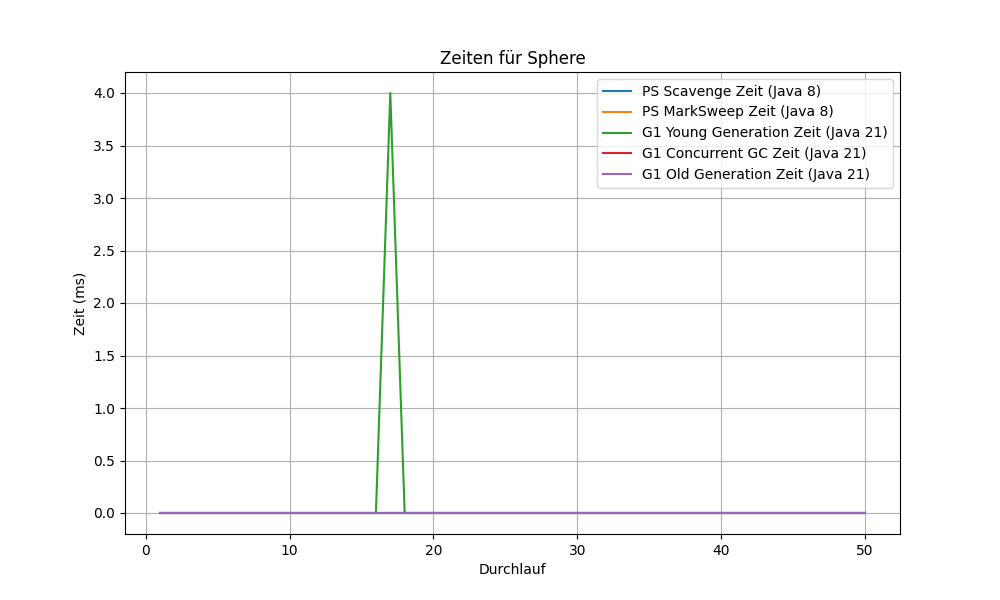 Zeiten für Sphere
PS Scavenge Zeit (Java 8)
PS MarkSweep Zeit (Java 8)
G1 Young Generation Zeit (Java 21)
G1 Concurrent GC Zeit (Java 21)
G1 Old Generation Zeit (Java 21)
Zeit (ms)
4.0
3.5
3.0
2.5
2.0
1.5
1.0
0.5
0.0
0 10 20 30 40 50
Durchlauf